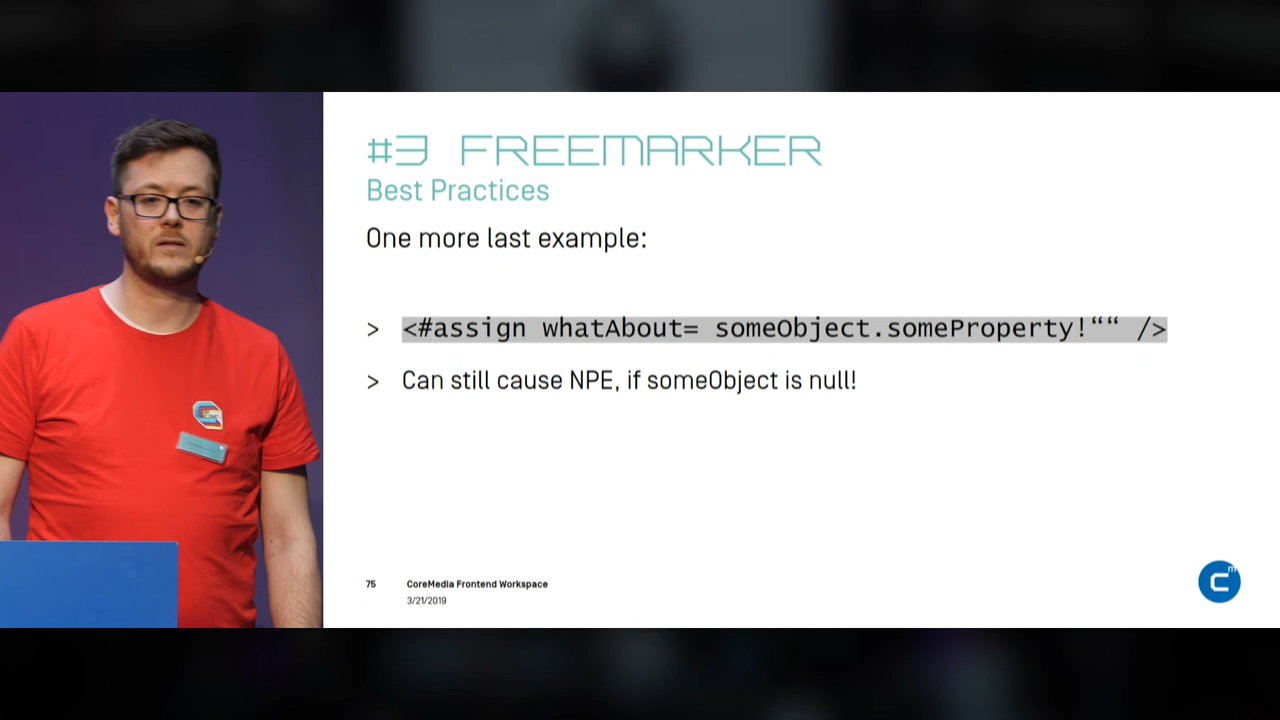 #3 FREEMARKER
Best Practices
One more last example:
> <#assign whatAbout= someObject.someProperty!““ />
> Can still cause NPE, if someObject is null!
75 CoreMedia Frontend Workspace
3/21/2019